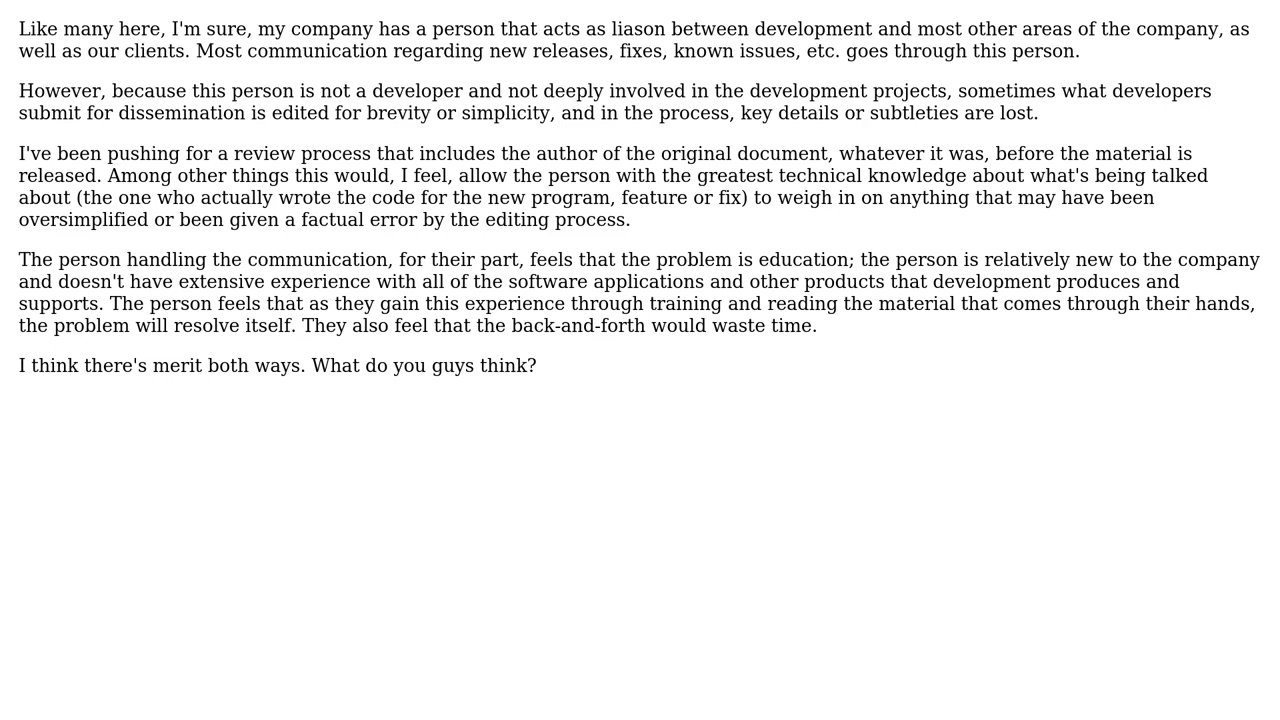 Like many here, I'm sure, my company has a person that acts as liason between development and most other areas of the company, as
well as our clients. Most communication regarding new releases, fixes, known issues, etc. goes through this person.
However, because this person is not a developer and not deeply involved in the development projects, sometimes what developers
submit for dissemination is edited for brevity or simplicity, and in the process, key details or subtleties are lost.
I've been pushing for a review process that includes the author of the original document, whatever it was, before the material is
released. Among other things this would, I feel, allow the person with the greatest technical knowledge about what's being talked
about (the one who actually wrote the code for the new program, feature or fix) to weigh in on anything that may have been
oversimplified or been given a factual error by the editing process.
The person handling the communication, for their part, feels that the problem is education; the person is relatively new to the company
and doesn't have extensive experience with all of the software applications and other products that development produces and
supports. The person feels that as they gain this experience through training and reading the material that comes through their hands,
the problem will resolve itself. They also feel that the back-and-forth would waste time.
I think there's merit both ways. What do you guys think?